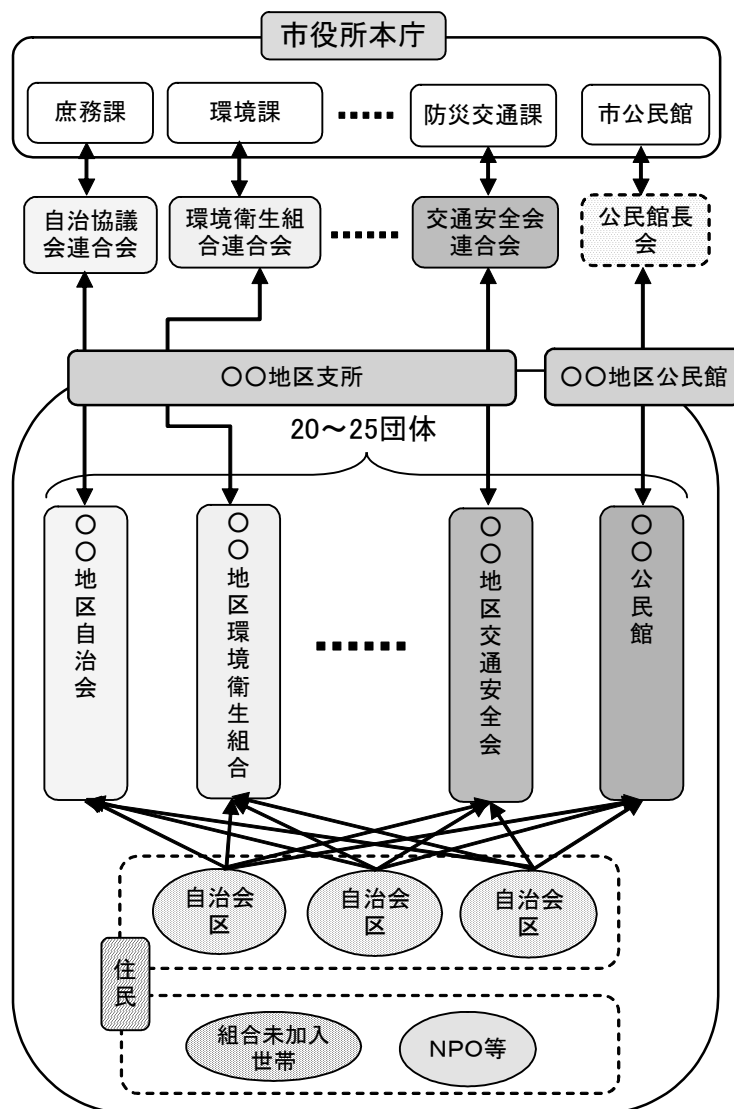 市役所本庁
庶務課
環境課
防災交通課
市公民館
自治協議
会連合会
環境衛生組
合連合会
交通安全会
連合会
公民館長
会
○○地区支所
○○地区公民館
20～25団体
○○地区自治会
○○地区環境衛生組合
○○地区交通安全会
○○公民館
自治会
区
自治会
区
自治会
区
住民
組合未加入
世帯
NPO等